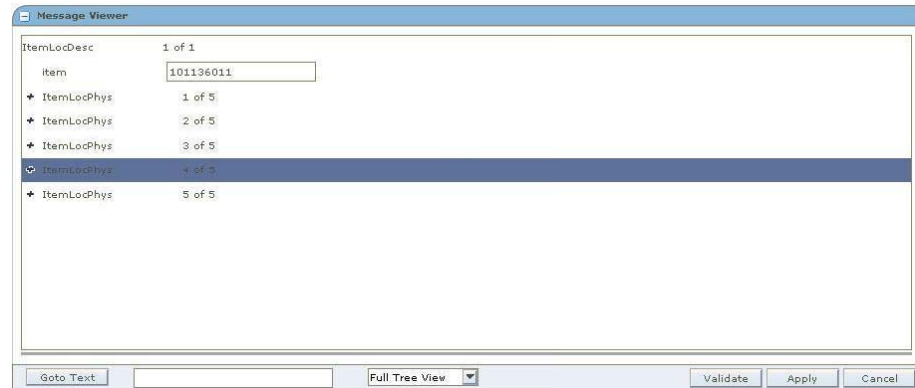 Message Viewer
ItemLocDesc 1 of 1
item 101136011
ItemLocPhys 1 of 5
ItemLocPhys 2 of 5
ItemLocPhys 3 of 5
ItemLocPhys 4 of 5
ItemLocPhys 5 of 5
Goto Text Full Tree View Validate Apply Cancel